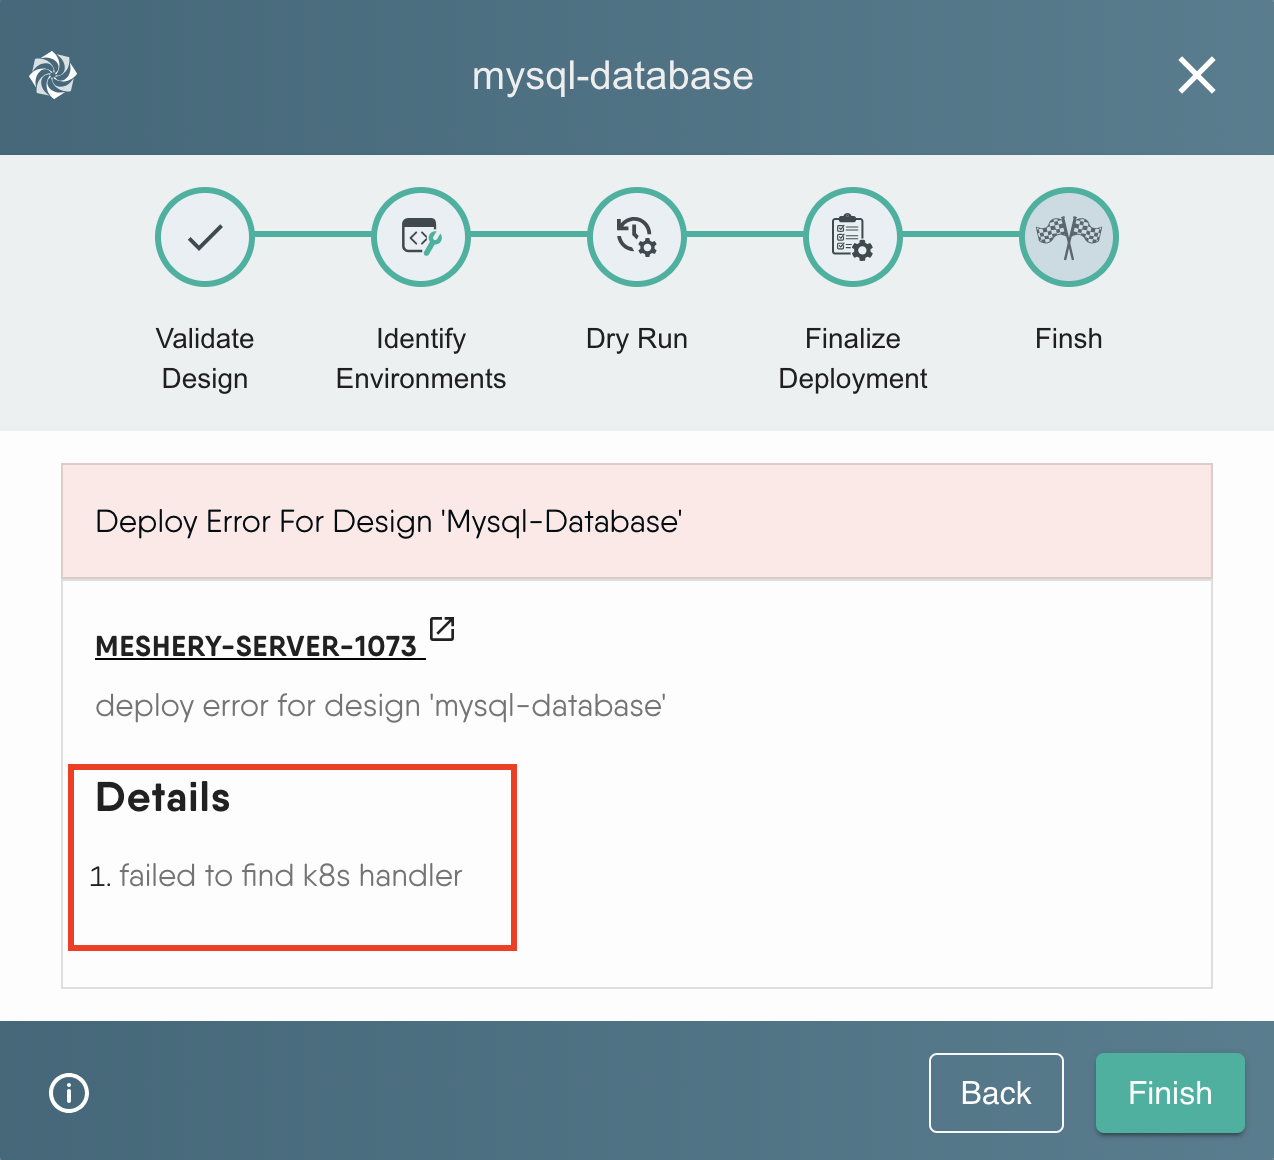 mysql-database
Validate
Design
Identify
Environments
Dry Run
Finalize
Deployment
Finsh
Deploy Error For Design 'Mysql-Database'
MESHERY-SERVER-1073
deploy error for design 'mysql-database'
Details
1. failed to find k8s handler
Back
Finish